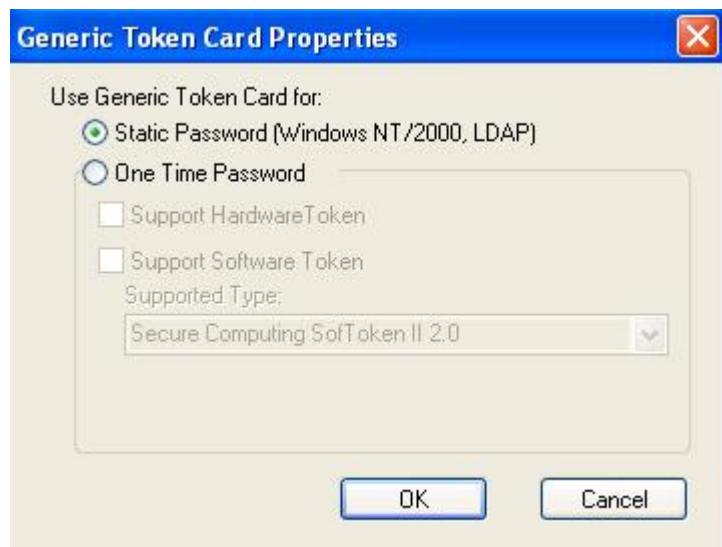 Generic Token Card Properties
Use Generic Token Card for:
Static Password (Windows NT/2000, LDAP)
One Time Password
Support HardwareToken
Support Software Token
Supported Type:
Secure Computing SofToken II 2.0
OK
Cancel